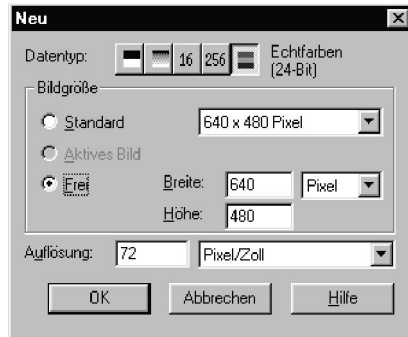 Neu
Datentyp: 16 256 Echtfarben
(24-Bit)
Bildgröße
Standard 640 x 480 Pixel
Aktives Bild
Frei Breite: 640 Pixel
Höhe: 480
Auflösung: 72 Pixel/Zoll
OK Abbrechen Hilfe